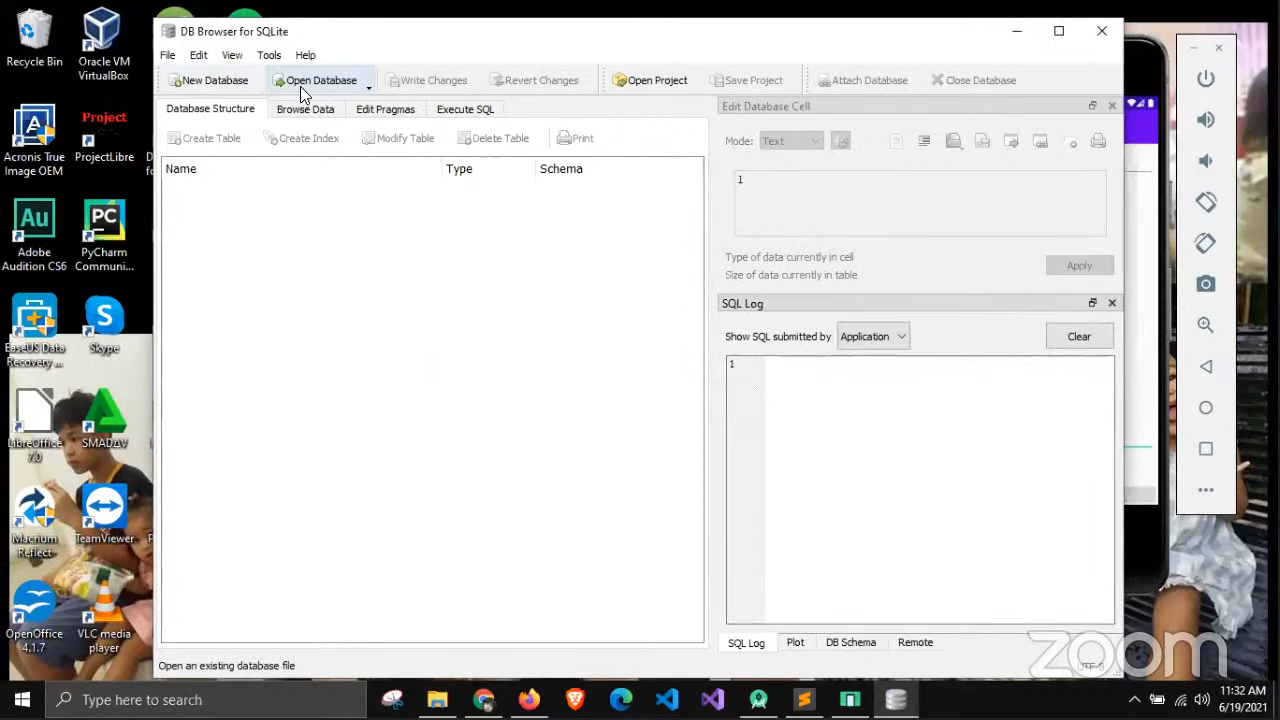 DB Browser for SQLite
File Edit View Tools Help
New Database Open Database Write Changes Revert Changes Open Project Save Project Attach Database Close Database
Database Structure Browse Data Edit Pragmas Execute SQL
Create Table Create Index Modify Table Delete Table Print
Name Type Schema
Edit Database Cell
Mode: Text
1
Type of data currently in cell
Size of data currently in table
Apply
SQL Log
Show SQL submitted by Application Clear
1
SQL Log Plot DB Schema Remote
Open an existing database file
UTF-8
zoom
Recycle Bin
Oracle VM
VirtualBox
Acronis True
Image OEM
Project
ProjectLibre
Au
Adobe
Audition CS6
PC
PyCharm
Communi...
EaseUS Data
Recovery ...
Skype
LibreOffice
7.0
SMADAV
Macrium
Reflect
TeamViewer
OpenOffice
4.1.7
VLC media
player
Type here to search
11:32 AM
6/19/2021